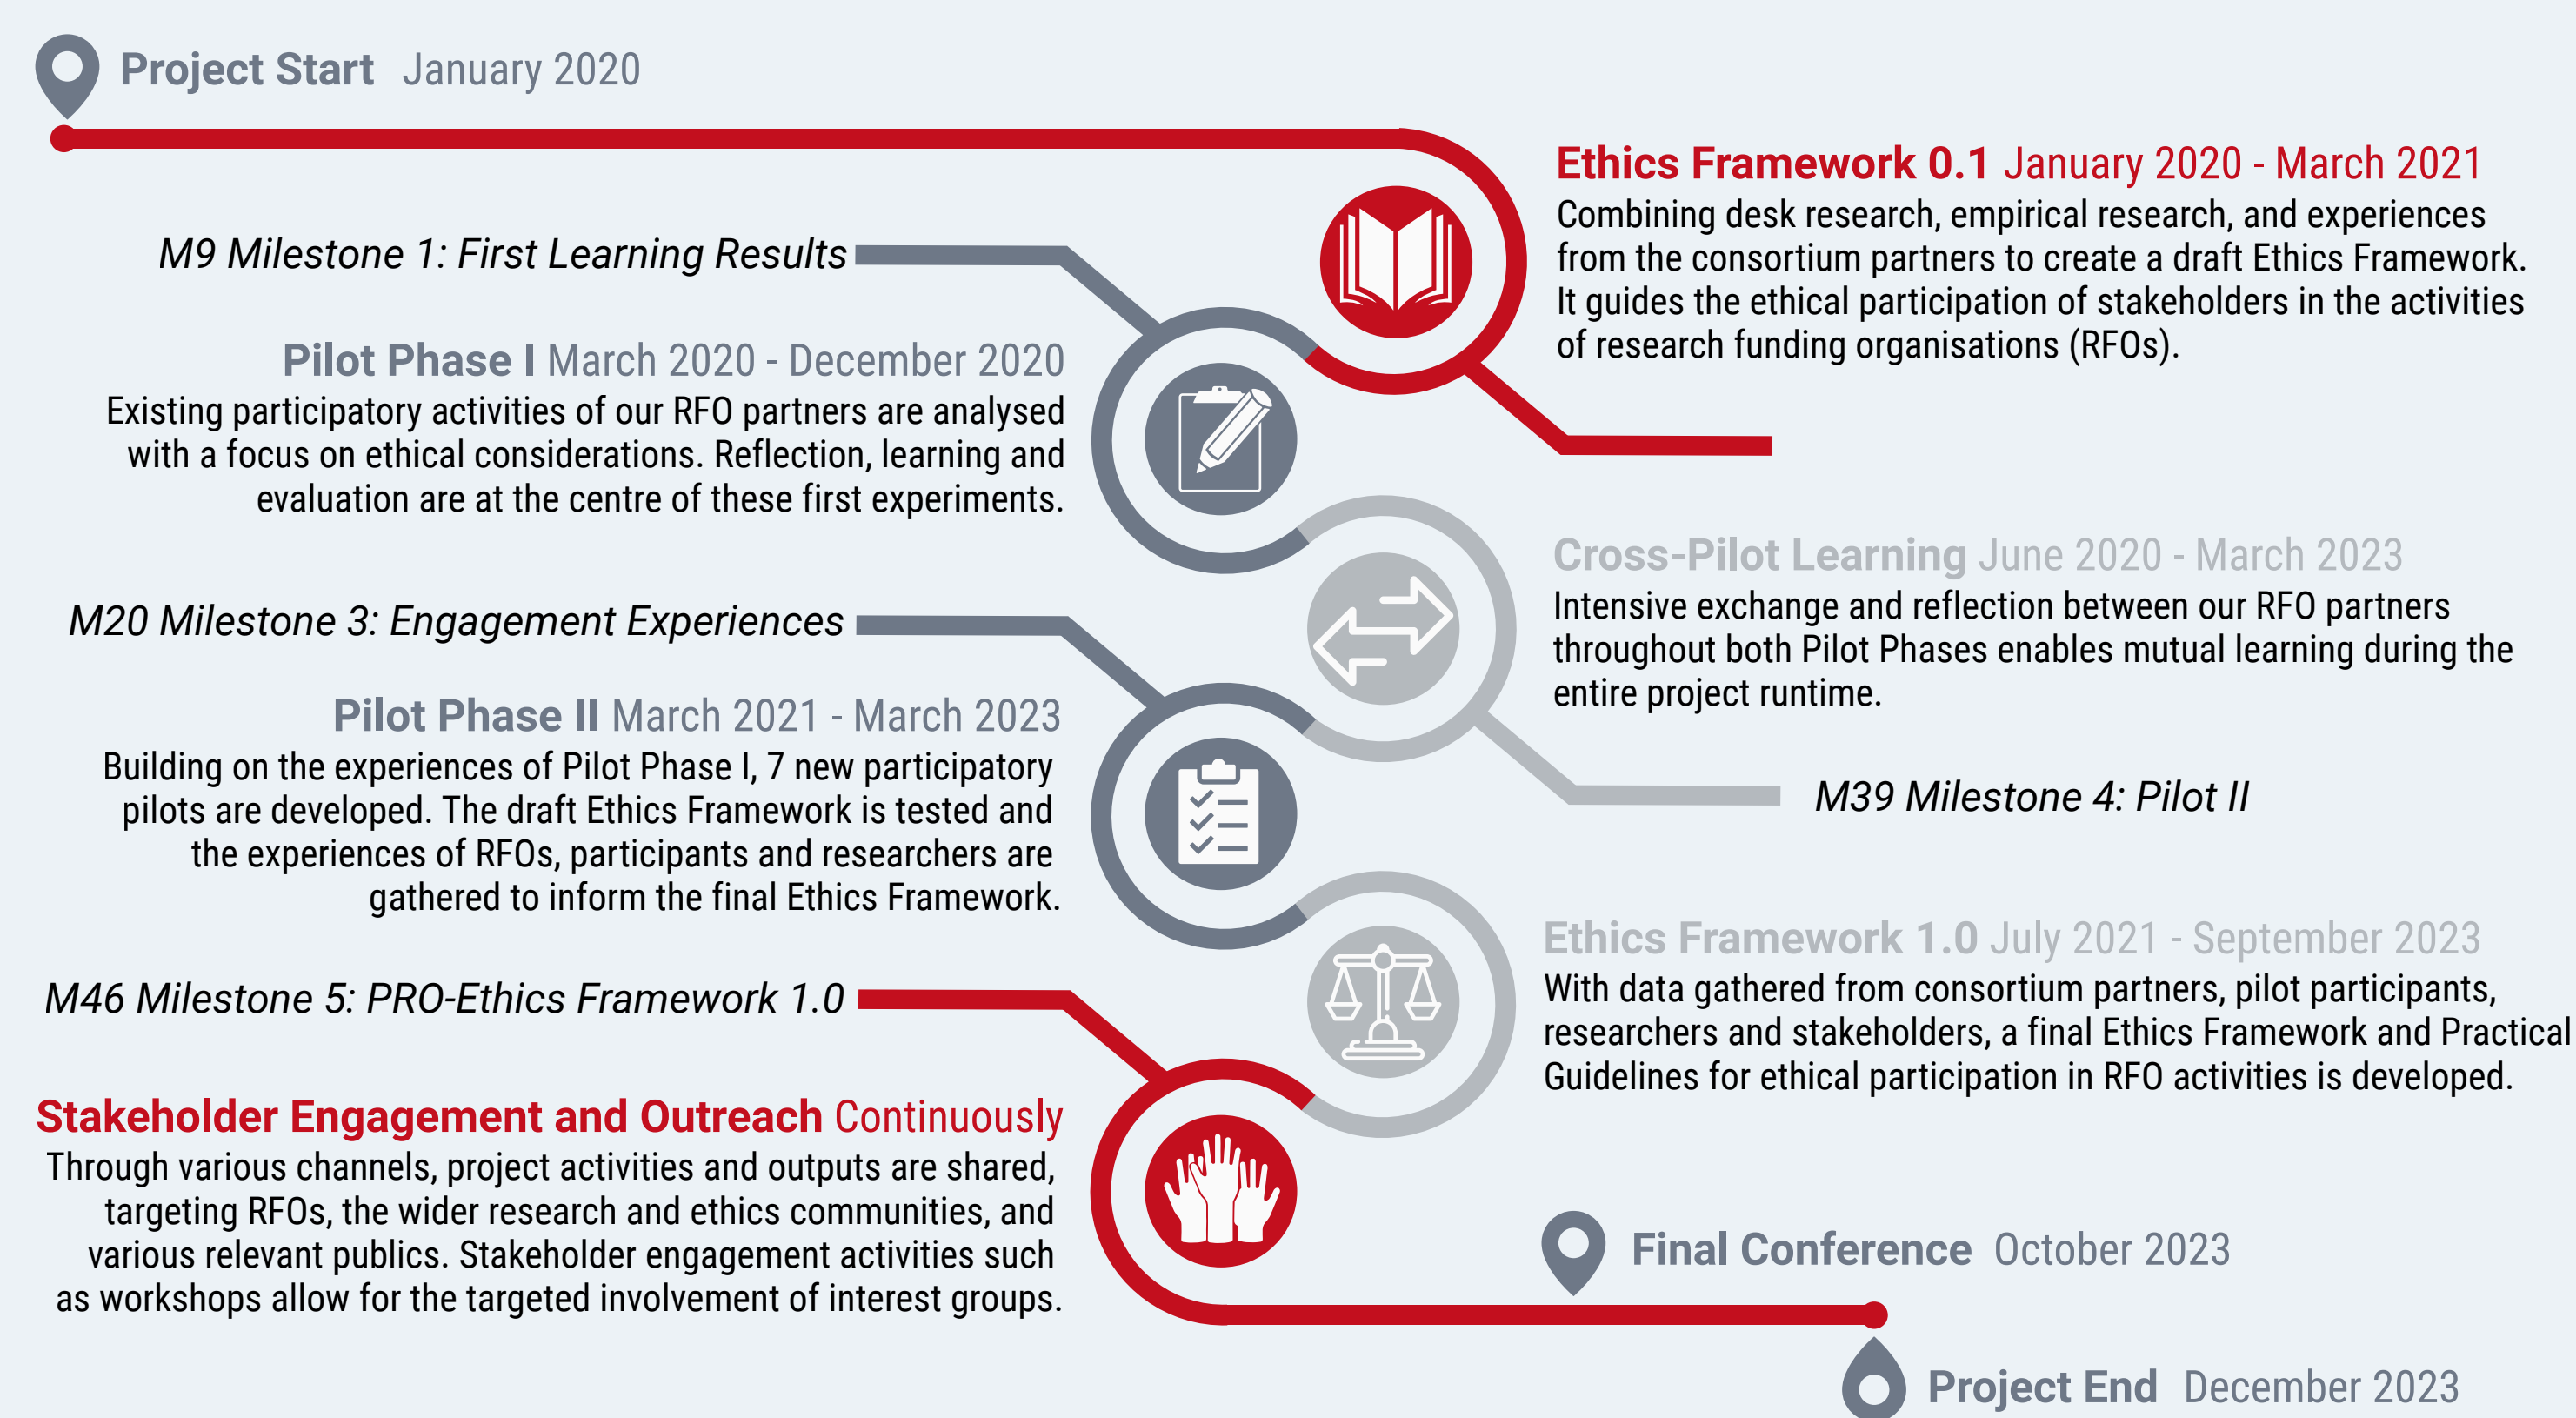 Project Start January 2020
Ethics Framework 0.1 January 2020 - March 2021
Combining desk research, empirical research, and experiences
from the consortium partners to create a draft Ethics Framework.
It guides the ethical participation of stakeholders in the activities
of research funding organisations (RFOs).
M9 Milestone 1: First Learning Results
Pilot Phase I March 2020 - December 2020
Existing participatory activities of our RFO partners are analysed
with a focus on ethical considerations. Reflection, learning and
evaluation are at the centre of these first experiments.
Cross-Pilot Learning June 2020 - March 2023
Intensive exchange and reflection between our RFO partners
throughout both Pilot Phases enables mutual learning during the
entire project runtime.
M20 Milestone 3: Engagement Experiences
Pilot Phase II March 2021 - March 2023
Building on the experiences of Pilot Phase I, 7 new participatory
pilots are developed. The draft Ethics Framework is tested and
the experiences of RFOs, participants and researchers are
gathered to inform the final Ethics Framework.
M39 Milestone 4: Pilot II
Ethics Framework 1.0 July 2021 - September 2023
With data gathered from consortium partners, pilot participants,
researchers and stakeholders, a final Ethics Framework and Practical
Guidelines for ethical participation in RFO activities is developed.
M46 Milestone 5: PRO-Ethics Framework 1.0
Stakeholder Engagement and Outreach Continuously
Through various channels, project activities and outputs are shared,
targeting RFOs, the wider research and ethics communities, and
various relevant publics. Stakeholder engagement activities such
as workshops allow for the targeted involvement of interest groups.
Final Conference October 2023
Project End December 2023